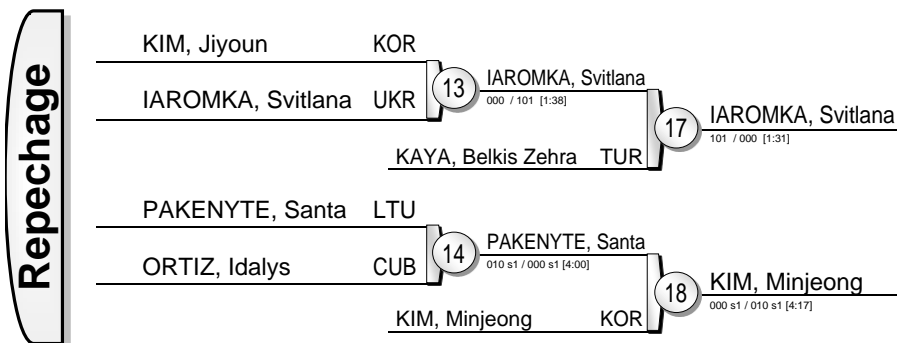 Repechage
KIM, Jiyoun KOR
IAROMKA, Svitlana UKR
13
IAROMKA, Svitlana
000 / 101 [1:38]
KAYA, Belkis Zehra TUR
17
IAROMKA, Svitlana
101 / 000 [1:31]
PAKENYTE, Santa LTU
ORTIZ, Idalys CUB
14
PAKENYTE, Santa
010 s1 / 000 s1 [4:00]
KIM, Minjeong KOR
18
KIM, Minjeong
000 s1 / 010 s1 [4:17]